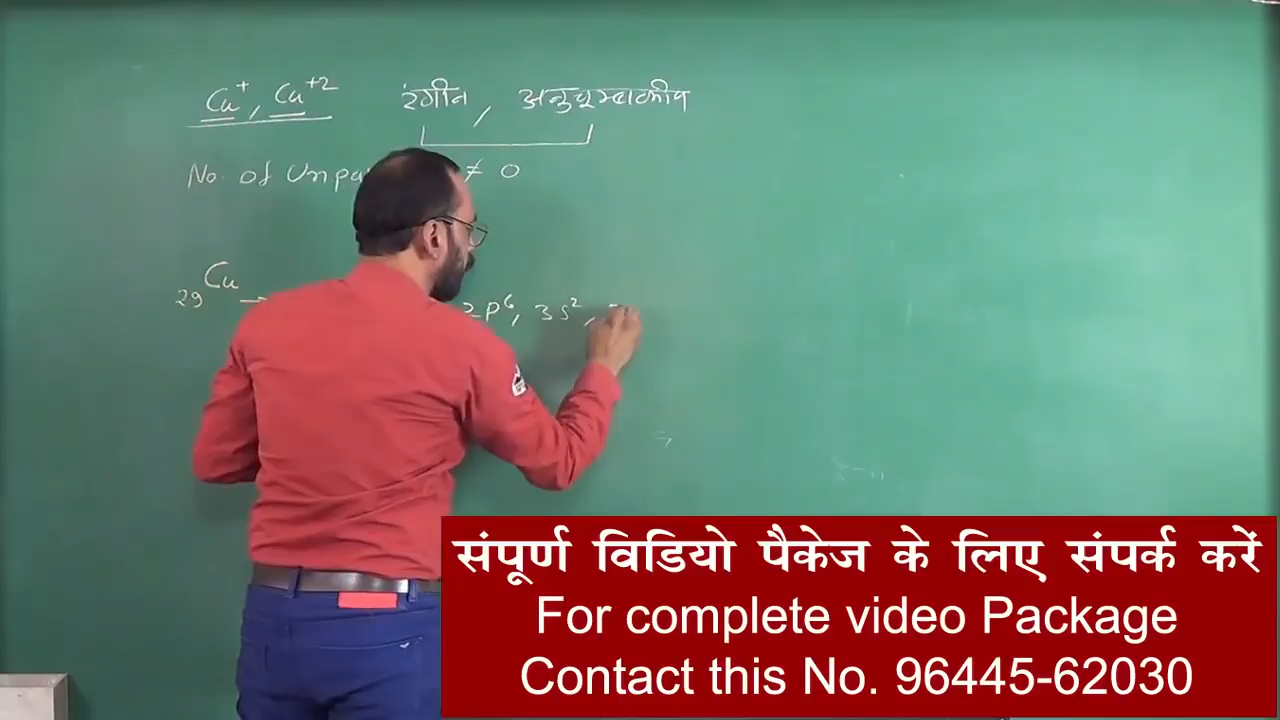 Cu⁺, Cu⁺² रंगीन, अनुचुम्बकीय
No. of Unpa ≠ 0
₂₉Cu → 2p⁶, 3s²,
संपूर्ण विडियो पैकेज के लिए संपर्क करें
For complete video Package
Contact this No. 96445-62030